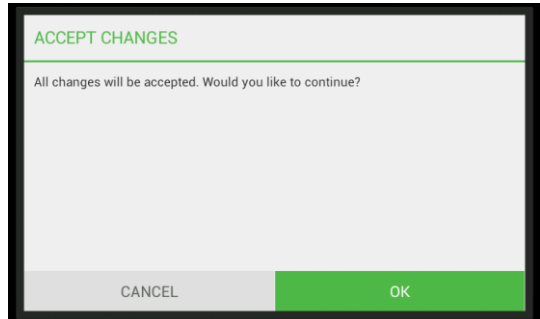 ACCEPT CHANGES
All changes will be accepted. Would you like to continue?
CANCEL
OK